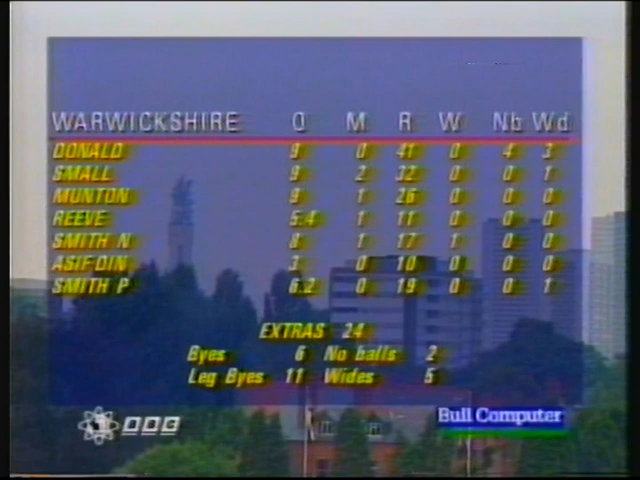 WARWICKSHIRE O M R W Nb Wd
DONALD 9 0 41 0 4 3
SMALL 9 2 32 0 0 1
MUNTON 9 1 26 0 0 0
REEVE 5.4 1 11 0 0 0
SMITH N 8 1 17 1 0 0
ASIF DIN 3 0 10 0 0 0
SMITH P 6.2 0 19 0 0 1
EXTRAS 24
Byes 6 No balls 2
Leg Byes 11 Wides 5
BBC Bull Computer